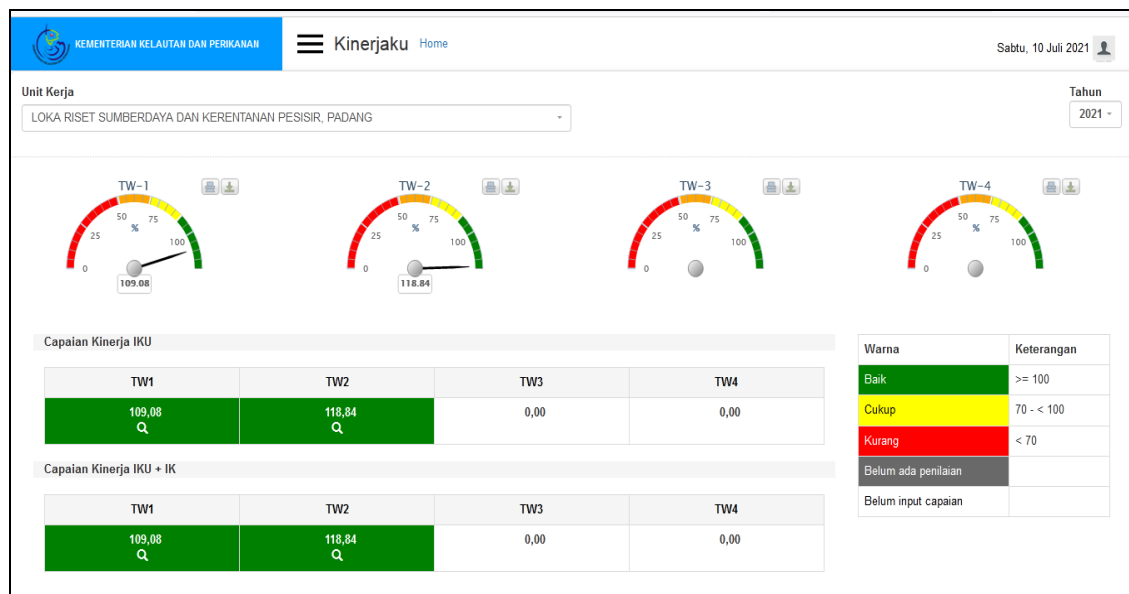 KEMENTERIAN KELAUTAN DAN PERIKANAN
Kinerjaku Home
Sabtu, 10 Juli 2021
Unit Kerja
Tahun
LOKA RISET SUMBERDAYA DAN KERENTANAN PESISIR, PADANG
2021
TW-1
0 25 50 75 100
%
109.08
TW-2
0 25 50 75 100
%
118.84
TW-3
0 25 50 75 100
%
TW-4
0 25 50 75 100
%
Capaian Kinerja IKU
TW1 TW2 TW3 TW4
109,08 118,84 0,00 0,00
Capaian Kinerja IKU + IK
TW1 TW2 TW3 TW4
109,08 118,84 0,00 0,00
Warna Keterangan
Baik >= 100
Cukup 70 - < 100
Kurang < 70
Belum ada penilaian
Belum input capaian